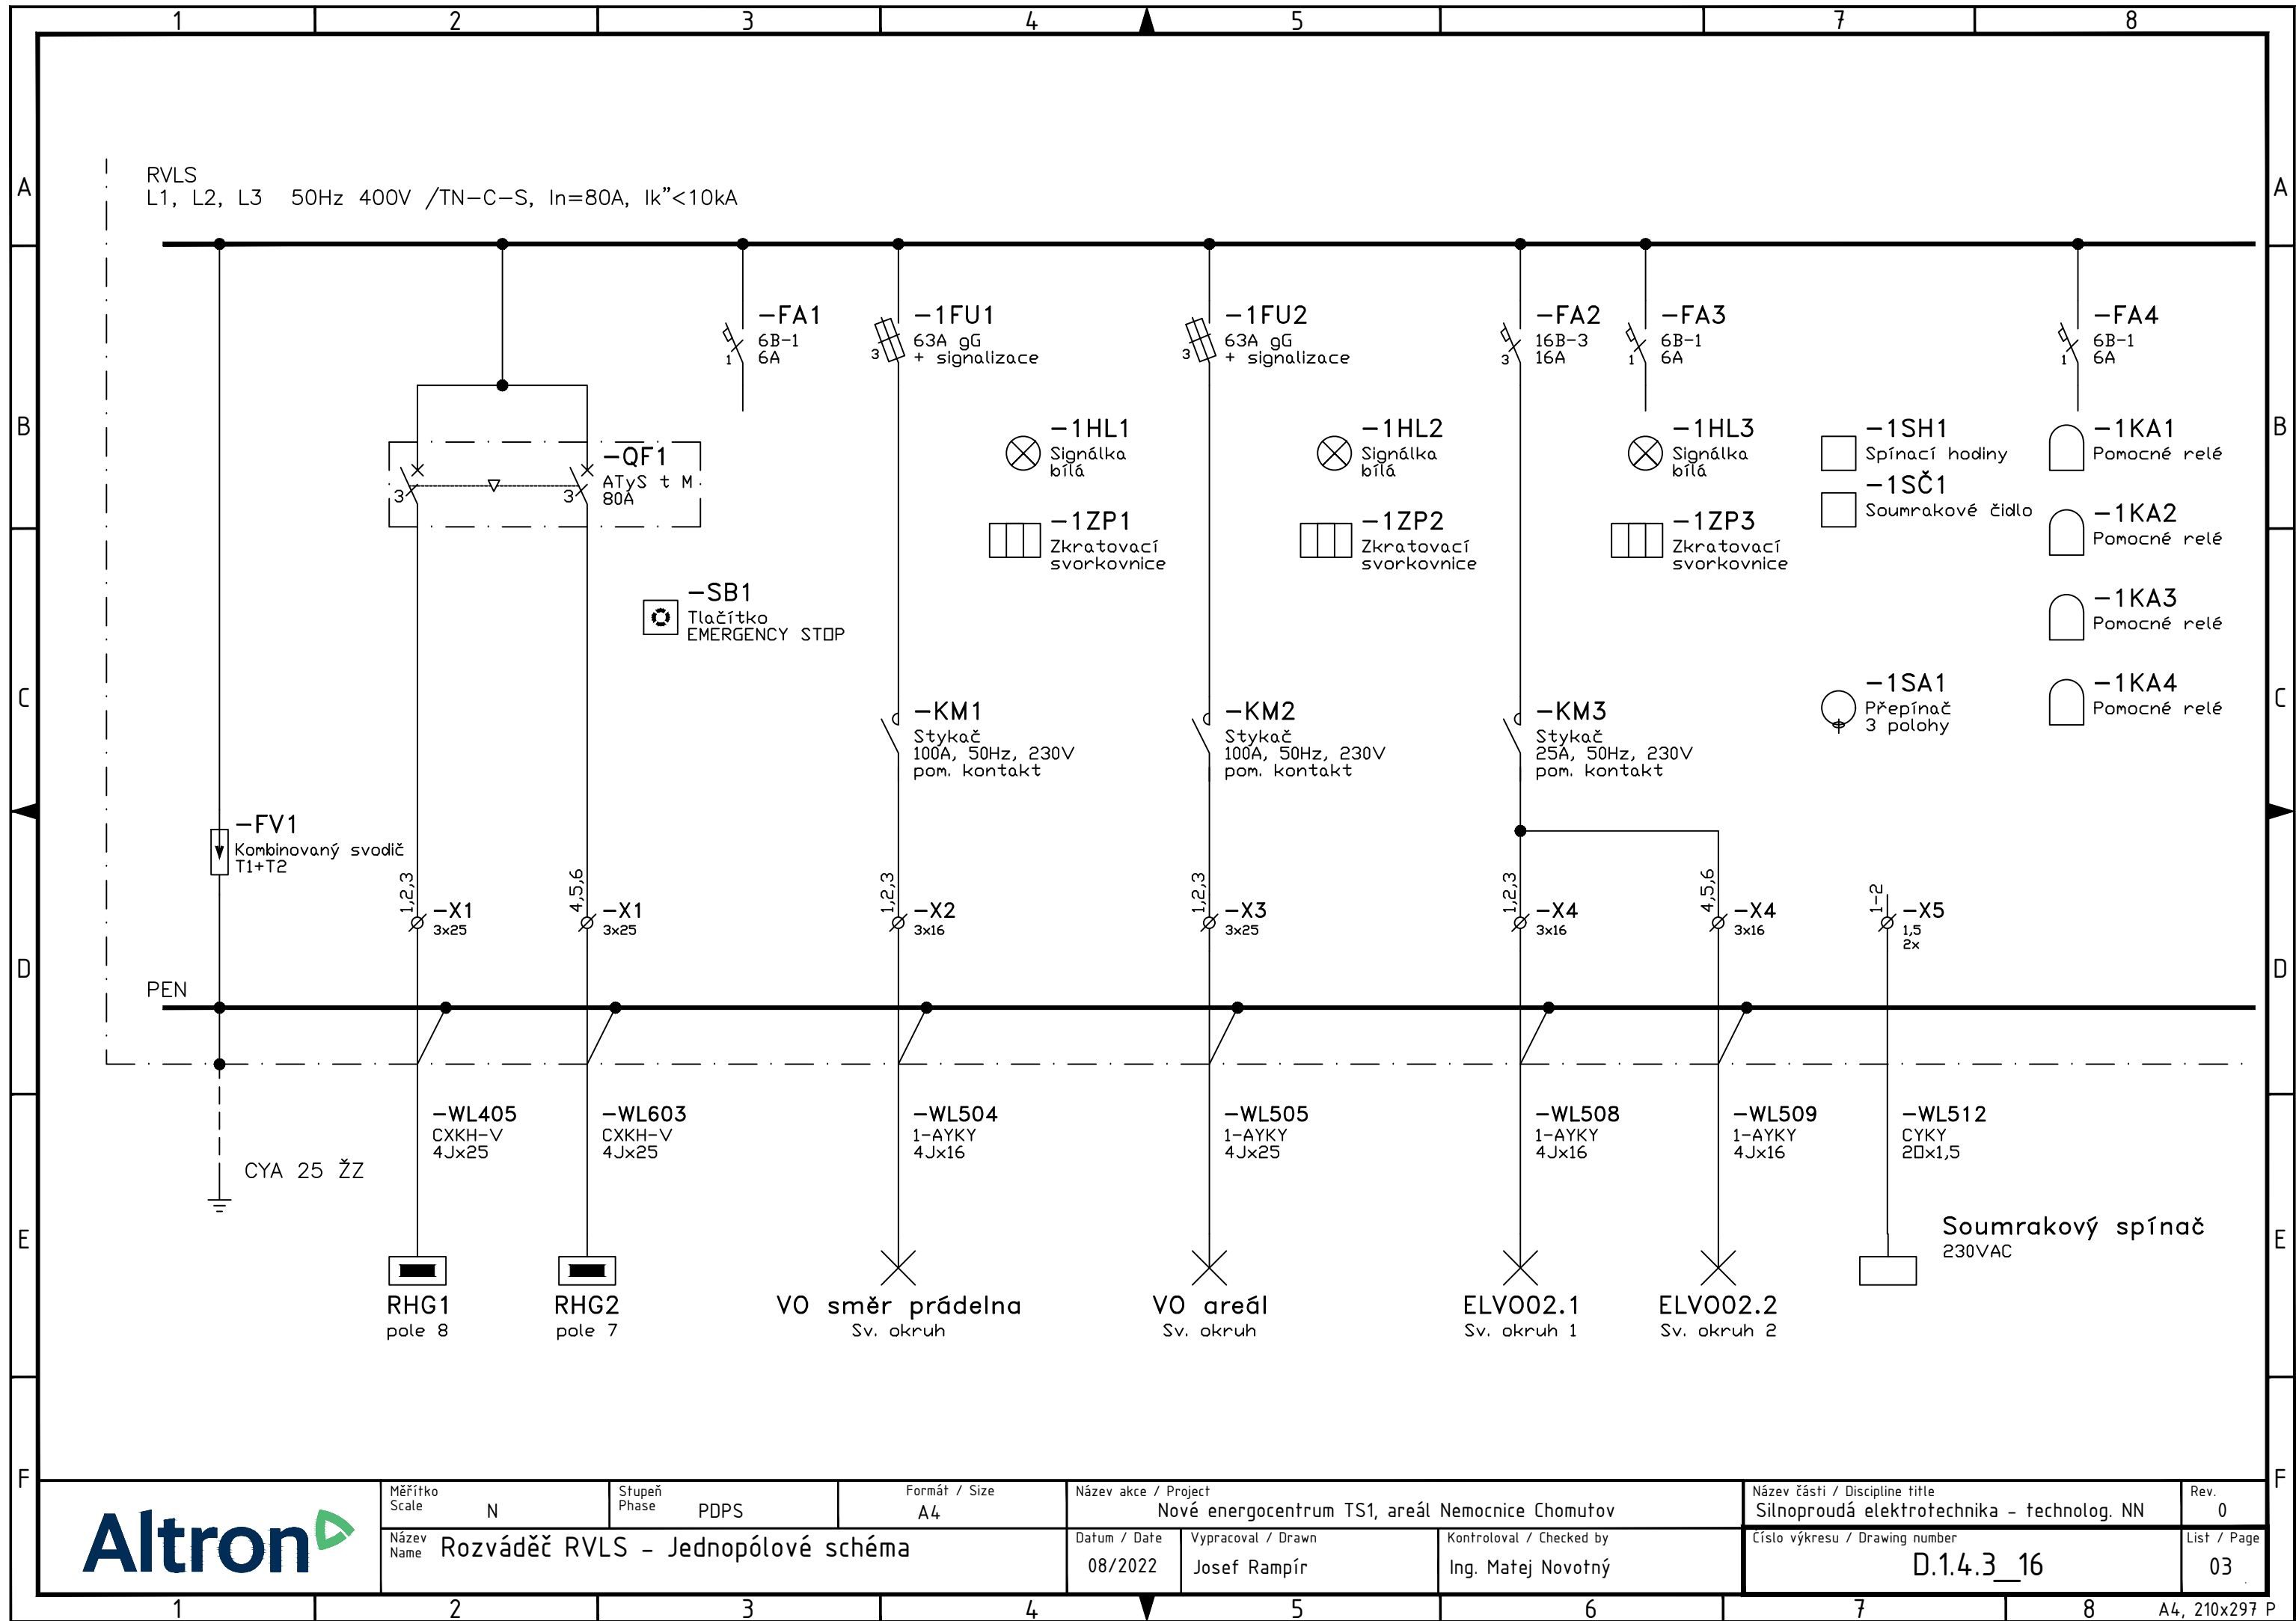 1 2 3 4 5 7 8
A
RVLS
L1, L2, L3 50Hz 400V /TN-C-S, In=80A, Ik"<10kA
A
B
-FA1
6B-1
6A
1
-1FU1
63A gG
+ signalizace
3
-1FU2
63A gG
+ signalizace
3
-FA2
16B-3
16A
3
-FA3
6B-1
6A
1
-FA4
6B-1
6A
1
B
-QF1
ATyS t M
80A
3
3
-1HL1
Signálka
bílá
-1HL2
Signálka
bílá
-1HL3
Signálka
bílá
-1SH1
Spínací hodiny
-1SČ1
Soumrakové čidlo
-1KA1
Pomocné relé
-1KA2
Pomocné relé
-1ZP1
Zkratovací
svorkovnice
-1ZP2
Zkratovací
svorkovnice
-1ZP3
Zkratovací
svorkovnice
-SB1
Tlačítko
EMERGENCY STOP
-1KA3
Pomocné relé
C
-KM1
Stykač
100A, 50Hz, 230V
pom. kontakt
-KM2
Stykač
100A, 50Hz, 230V
pom. kontakt
-KM3
Stykač
25A, 50Hz, 230V
pom. kontakt
-1SA1
Přepínač
3 polohy
-1KA4
Pomocné relé
C
-FV1
Kombinovaný svodič
T1+T2
1,2,3
-X1
3x25
4,5,6
-X1
3x25
1,2,3
-X2
3x16
1,2,3
-X3
3x25
1,2,3
-X4
3x16
4,5,6
-X4
3x16
1-2
-X5
1,5
2x
D
PEN
D
-WL405
CXKH-V
4Jx25
-WL603
CXKH-V
4Jx25
-WL504
1-AYKY
4Jx16
-WL505
1-AYKY
4Jx25
-WL508
1-AYKY
4Jx16
-WL509
1-AYKY
4Jx16
-WL512
CYKY
2Ox1,5
CYA 25 ŽZ
E
Soumrakový spínač
230VAC
E
RHG1
pole 8
RHG2
pole 7
VO směr prádelna
Sv. okruh
VO areál
Sv. okruh
ELVO02.1
Sv. okruh 1
ELVO02.2
Sv. okruh 2
F
F
Altron
Měřítko
Scale
N
Stupeň
Phase
PDPS
Formát / Size
A4
Název akce / Project
Nové energocentrum TS1, areál Nemocnice Chomutov
Název části / Discipline title
Silnoproudá elektrotechnika - technolog. NN
Rev.
0
Název
Name
Rozváděč RVLS - Jednopólové schéma
Datum / Date
08/2022
Vypracoval / Drawn
Josef Rampír
Kontroloval / Checked by
Ing. Matej Novotný
Číslo výkresu / Drawing number
D.1.4.3_16
List / Page
03
1 2 3 4 5 6 7 8
A4, 210x297 P